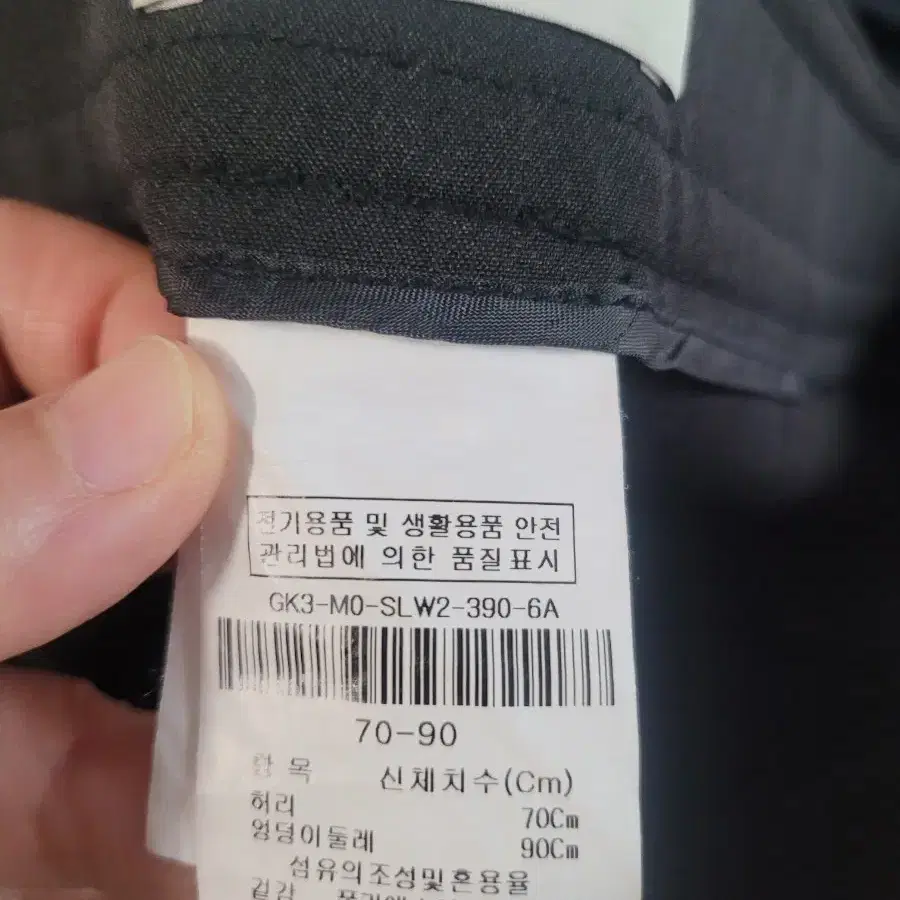 전기용품 및 생활용품 안전
관리법에 의한 품질표시
GK3-M0-SLW2-390-6A
70-90
항 목 신체치수(Cm)
허리 70Cm
엉덩이둘레 90Cm
섬유의조성및혼용율
겉감